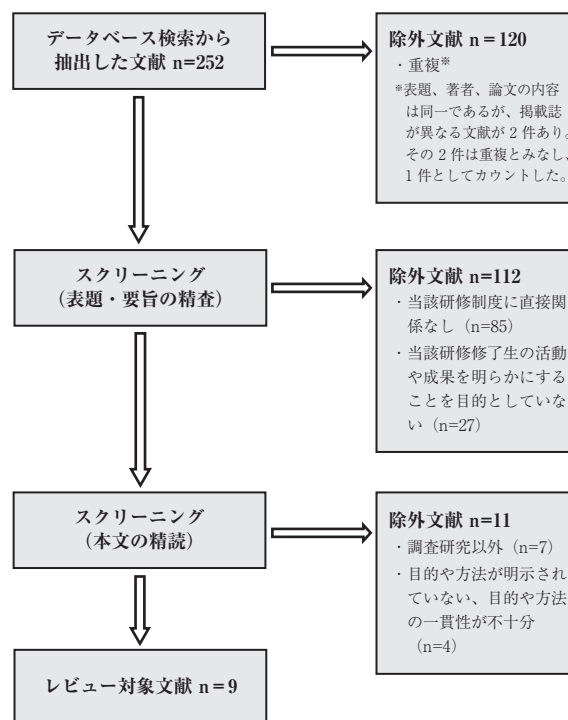 データベース検索から
抽出した文献 n=252
除外文献 n = 120
・重複※
※表題、著者、論文の内容
は同一であるが、掲載誌
が異なる文献が 2 件あり。
その 2 件は重複とみなし、
1 件としてカウントした。
スクリーニング
（表題・要旨の精査）
除外文献 n=112
・当該研修制度に直接関
係なし（n=85）
・当該研修修了生の活動
や成果を明らかにする
ことを目的としていな
い（n=27）
スクリーニング
（本文の精読）
除外文献 n=11
・調査研究以外（n=7）
・目的や方法が明示され
ていない、目的や方法
の一貫性が不十分
（n=4）
レビュー対象文献 n = 9